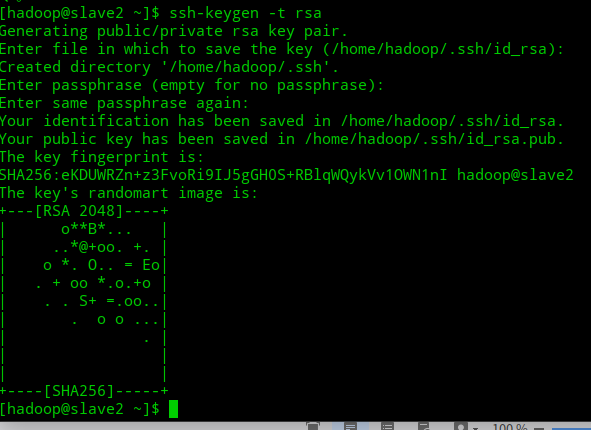 [hadoop@slave2 ~]$ ssh-keygen -t rsa
Generating public/private rsa key pair.
Enter file in which to save the key (/home/hadoop/.ssh/id_rsa):
Created directory '/home/hadoop/.ssh'.
Enter passphrase (empty for no passphrase):
Enter same passphrase again:
Your identification has been saved in /home/hadoop/.ssh/id_rsa.
Your public key has been saved in /home/hadoop/.ssh/id_rsa.pub.
The key fingerprint is:
SHA256:eKDUWRZn+z3FvoRi9IJ5gGH0S+RBlqWQykVv1OWN1nI hadoop@slave2
The key's randomart image is:
+---[RSA 2048]----+
|      o**B*...   |
|     ..*@+oo. +. |
|    o *. O.. = Eo|
|   . + oo *.o.+o |
|    . . S+ =.oo..|
|       .  o o ...|
|               . |
|                 |
|                 |
+----[SHA256]-----+
[hadoop@slave2 ~]$
100 %